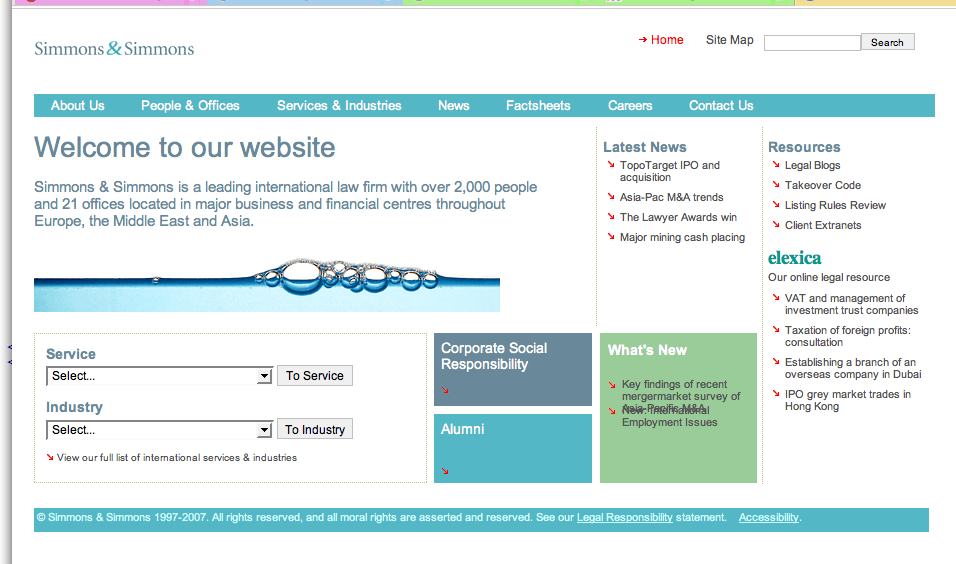 Simmons & Simmons
Home
Site Map
Search
About Us
People & Offices
Services & Industries
News
Factsheets
Careers
Contact Us
Welcome to our website
Simmons & Simmons is a leading international law firm with over 2,000 people
and 21 offices located in major business and financial centres throughout
Europe, the Middle East and Asia.
Latest News
TopoTarget IPO and
acquisition
Asia-Pac M&A trends
The Lawyer Awards win
Major mining cash placing
Resources
Legal Blogs
Takeover Code
Listing Rules Review
Client Extranets
elexica
Our online legal resource
VAT and management of
investment trust companies
Taxation of foreign profits:
consultation
Establishing a branch of an
overseas company in Dubai
IPO grey market trades in
Hong Kong
Service
Select...
To Service
Industry
Select...
To Industry
View our full list of international services & industries
Corporate Social
Responsibility
Alumni
What's New
Key findings of recent
mergermarket survey of
Asia-Pacific M&A
New: International
Employment Issues
© Simmons & Simmons 1997-2007. All rights reserved, and all moral rights are asserted and reserved. See our Legal Responsibility statement. Accessibility.